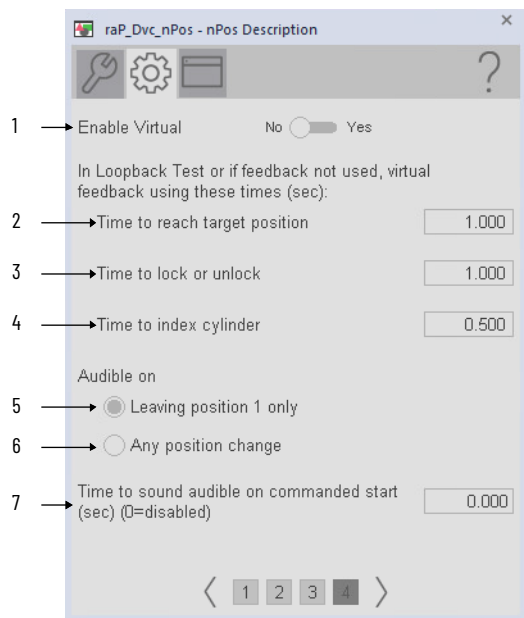 raP_Dvc_nPos - nPos Description
?
1 Enable Virtual No Yes
In Loopback Test or if feedback not used, virtual
feedback using these times (sec):
2 Time to reach target position 1.000
3 Time to lock or unlock 1.000
4 Time to index cylinder 0.500
Audible on
5 Leaving position 1 only
6 Any position change
7 Time to sound audible on commanded start
(sec) (0=disabled) 0.000
1 2 3 4